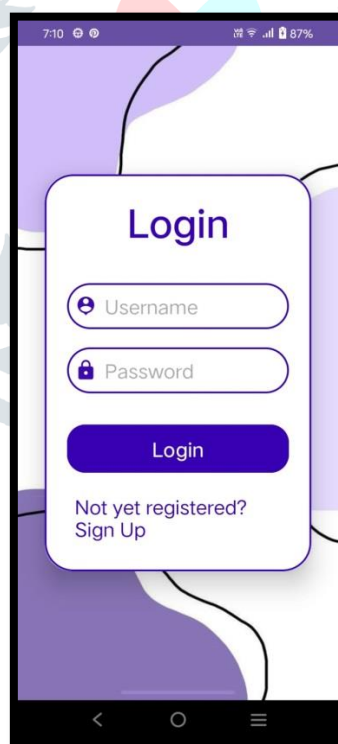 7:10
87%
Login
Username
Password
Login
Not yet registered?
Sign Up